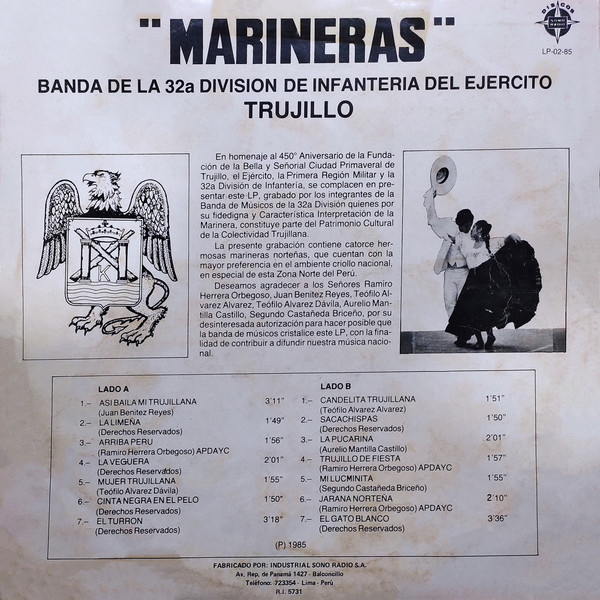 "MARINERAS"
DISCOS
SONO RADIO
LP-02-85
BANDA DE LA 32a DIVISION DE INFANTERIA DEL EJERCITO
TRUJILLO
En homenaje al 450° Aniversario de la Funda-
ción de la Bella y Señorial Ciudad Primaveral de
Trujillo, el Ejército, la Primera Región Militar y la
32a División de Infantería, se complacen en pre-
sentar este LP, grabado por los integrantes de la
Banda de Músicos de la 32a División quienes por
su fidedigna y Característica Interpretación de la
Marinera, constituye parte del Patrimonio Cultural
de la Colectividad Trujillana.
La presente grabación contiene catorce her-
mosas marineras norteñas, que cuentan con la
mayor preferencia en el ambiente criollo nacional,
en especial de esta Zona Norte del Perú.
Deseamos agradecer a los Señores Ramiro
Herrera Orbegoso, Juan Benitez Reyes, Teófilo Al-
varez Alvarez, Teófilo Alvarez Dávila, Aurelio Man-
tilla Castillo, Segundo Castañeda Briceño, por su
desinteresada autorización para hacer posible que
la banda de músicos cristalice este LP, con la fina-
lidad de contribuir a difundir nuestra música nacio-
nal.
K
LADO A
1.– ASI BAILA MI TRUJILLANA 3'11"
(Juan Benitez Reyes)
2.– LA LIMEÑA 1'49"
(Derechos Reservados)
3.– ARRIBA PERU 1'56"
(Ramiro Herrera Orbegoso) APDAYC
4.– LA VEGUERA 2'01"
(Derechos Reservados)
5.– MUJER TRUJILLANA 1'55"
(Teófilo Alvarez Dávila)
6.– CINTA NEGRA EN EL PELO 1'50"
(Derechos Reservados)
7.– EL TURRON 3'18"
(Derechos Reservados)
LADO B
1.– CANDELITA TRUJILLANA 1'51"
(Teófilo Alvarez Alvarez)
2.– SACACHISPAS 1'50"
(Derechos Reservados)
3.– LA PUCARINA 2'01"
(Aurelio Mantilla Castillo)
4.– TRUJILLO DE FIESTA 1'57"
(Ramiro Herrera Orbegoso) APDAYC
5.– MI LUCMINITA 1'55"
(Segundo Castañeda Briceño)
6.– JARANA NORTEÑA 2'10"
(Ramiro Herrera Orbegoso) APDAYC
7.– EL GATO BLANCO 3'36"
(Derechos Reservados)
(P) 1985
FABRICADO POR: INDUSTRIAL SONO RADIO S.A.
Av. Rep. de Panamá 1427 - Balconcillo
Teléfono: 723354 - Lima - Perú
R.I. 5731